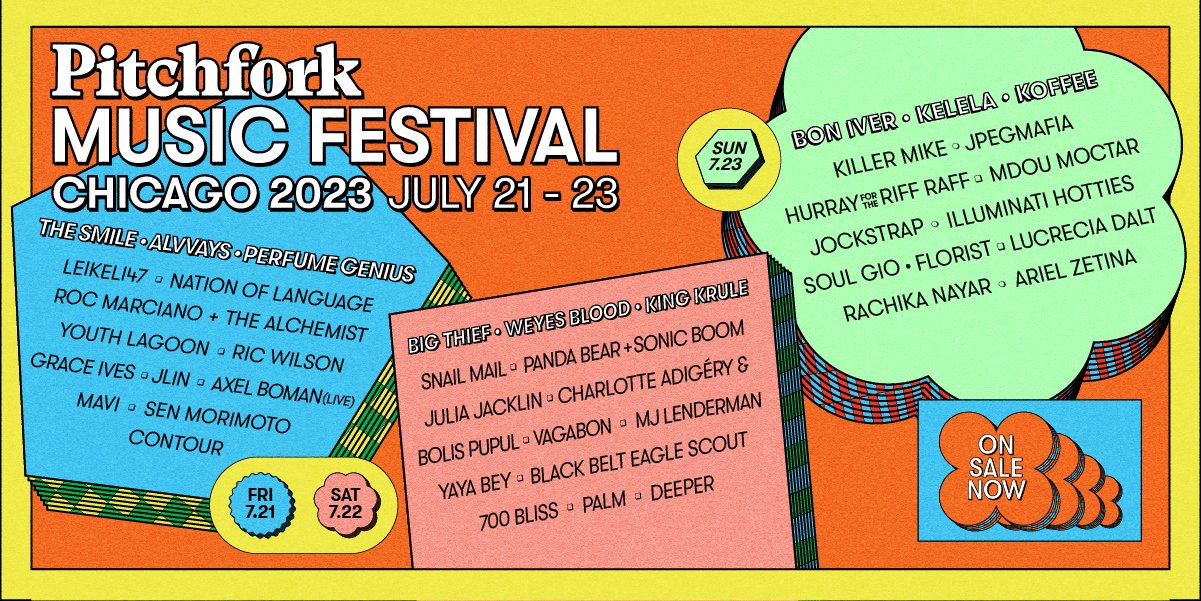 Pitchfork
MUSIC FESTIVAL
CHICAGO 2023 JULY 21 - 23
THE SMILE • ALVVAYS • PERFUME GENIUS
LEIKELI47 ▫ NATION OF LANGUAGE
ROC MARCIANO + THE ALCHEMIST
YOUTH LAGOON ▫ RIC WILSON
GRACE IVES ▫ JLIN ▫ AXEL BOMAN (LIVE)
MAVI ▫ SEN MORIMOTO
CONTOUR
FRI
7.21
SAT
7.22
BIG THIEF • WEYES BLOOD • KING KRULE
SNAIL MAIL ▫ PANDA BEAR + SONIC BOOM
JULIA JACKLIN ▫ CHARLOTTE ADIGÉRY &
BOLIS PUPUL ▫ VAGABON ▫ MJ LENDERMAN
YAYA BEY ▫ BLACK BELT EAGLE SCOUT
700 BLISS ▫ PALM ▫ DEEPER
SUN
7.23
BON IVER • KELELA • KOFFEE
KILLER MIKE ▫ JPEGMAFIA
HURRAY FOR THE RIFF RAFF ▫ MDOU MOCTAR
JOCKSTRAP ▫ ILLUMINATI HOTTIES
SOUL GLO • FLORIST ▫ LUCRECIA DALT
RACHIKA NAYAR ▫ ARIEL ZETINA
ON
SALE
NOW